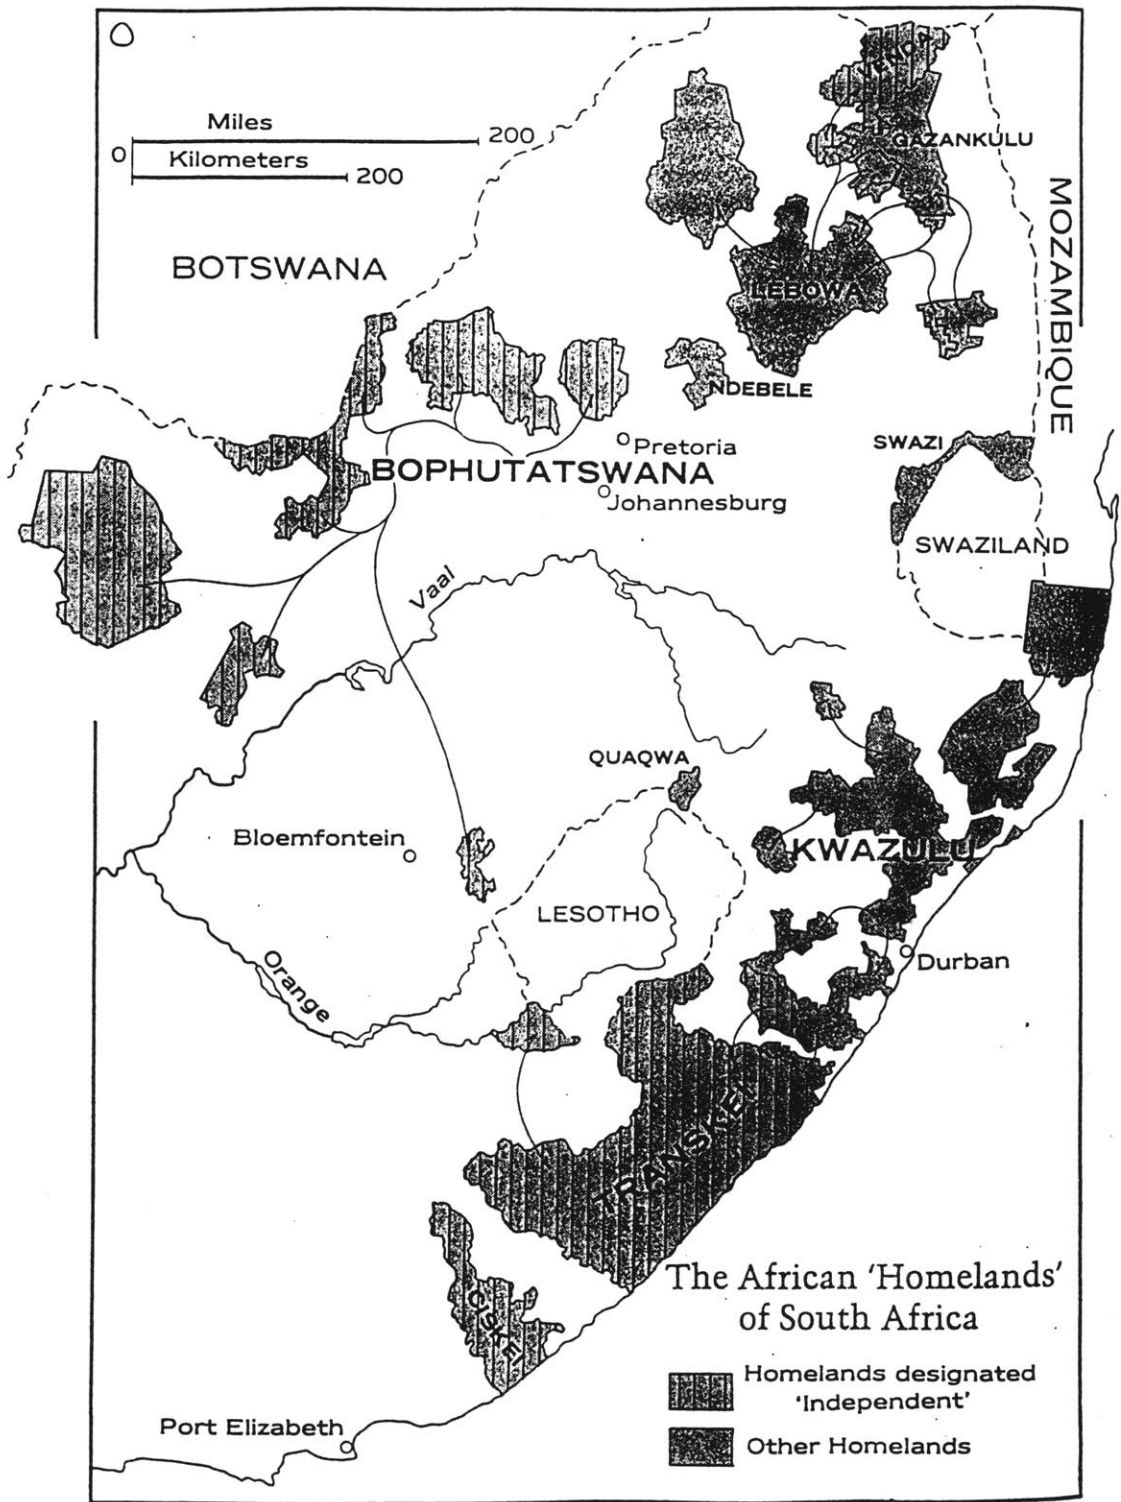 Miles
200
0
Kilometers
200
VENDA
GAZANKULU
MOZAMBIQUE
BOTSWANA
LEBOWA
NDEBELE
SWAZI
Pretoria
BOPHUTATSWANA
Johannesburg
SWAZILAND
Vaal
QUAQWA
Bloemfontein
KWAZULU
LESOTHO
Durban
Orange
TRANSKEI
CISKEI
The African 'Homelands'
of South Africa
Homelands designated
'Independent'
Other Homelands
Port Elizabeth